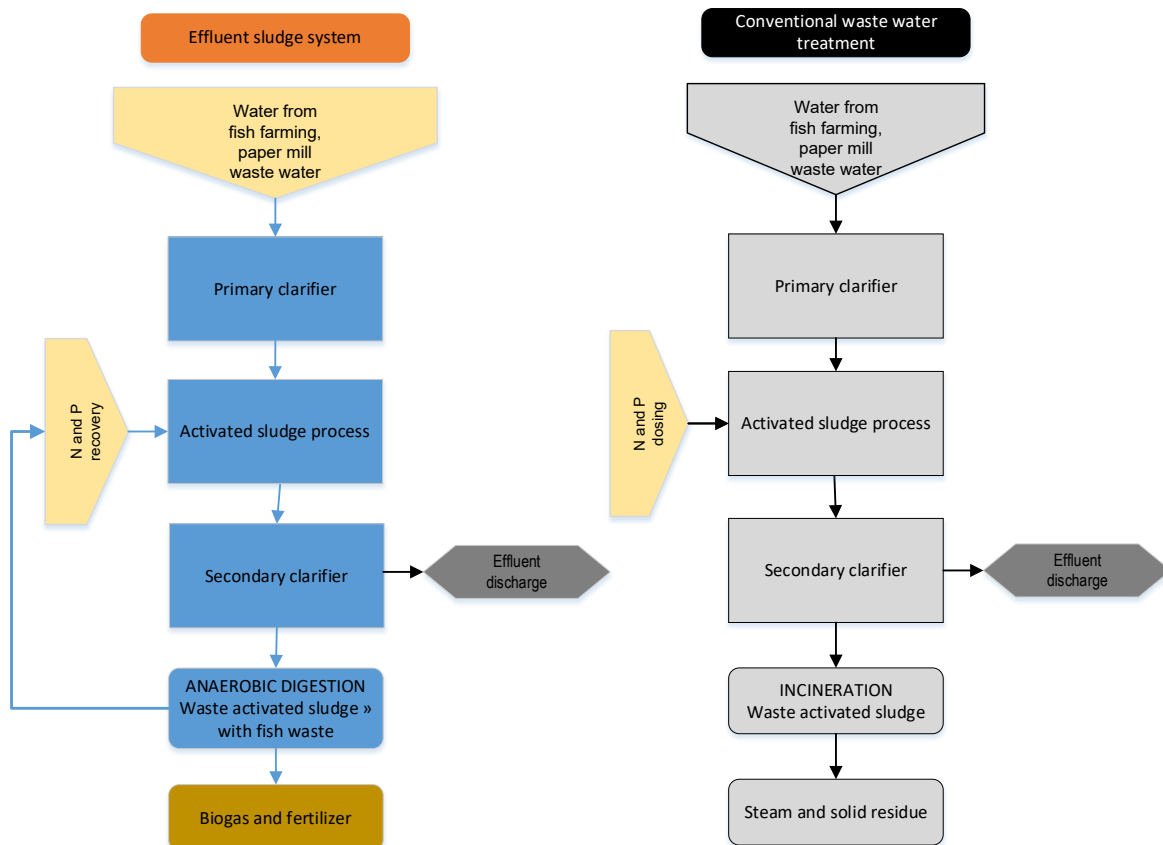 Effluent sludge system
Water from
fish farming,
paper mill
waste water
Primary clarifier
N and P
recovery
Activated sludge process
Secondary clarifier
Effluent
discharge
ANAEROBIC DIGESTION
Waste activated sludge »
with fish waste
Biogas and fertilizer
Conventional waste water
treatment
Water from
fish farming,
paper mill
waste water
Primary clarifier
N and P
dosing
Activated sludge process
Secondary clarifier
Effluent
discharge
INCINERATION
Waste activated sludge
Steam and solid residue